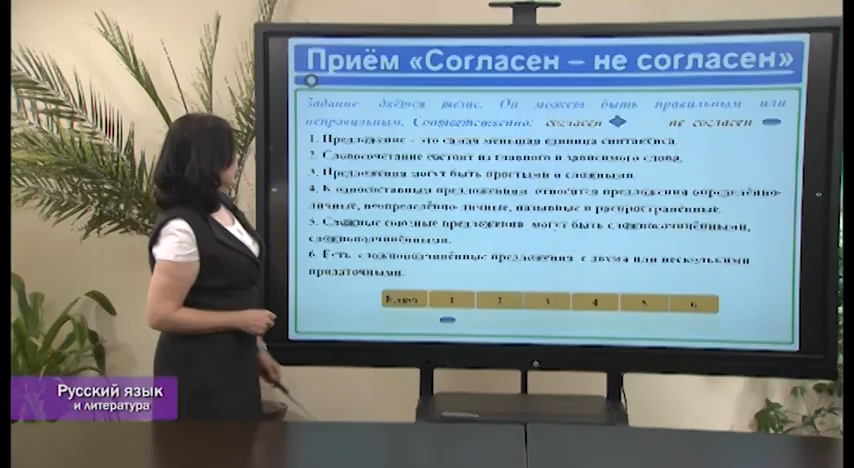 Приём «Согласен – не согласен»
Задание даётся тезис. Он может быть правильным или
неправильным. Соответственно: согласен не согласен
1. Предложение – это самая меньшая единица синтаксиса.
2. Словосочетание состоит из главного и зависимого слова.
3. Предложения могут быть простыми и сложными.
4. К односоставным предложениям относятся предложения определённо-
личные, неопределённо-личные, назывные и распространённые.
5. Сложные союзные предложения могут быть сложносочинёнными,
сложноподчинёнными.
6. Есть сложноподчинённые предложения с двумя или несколькими
придаточными.
Ключ 1 2 3 4 5 6
Русский язык
и литература